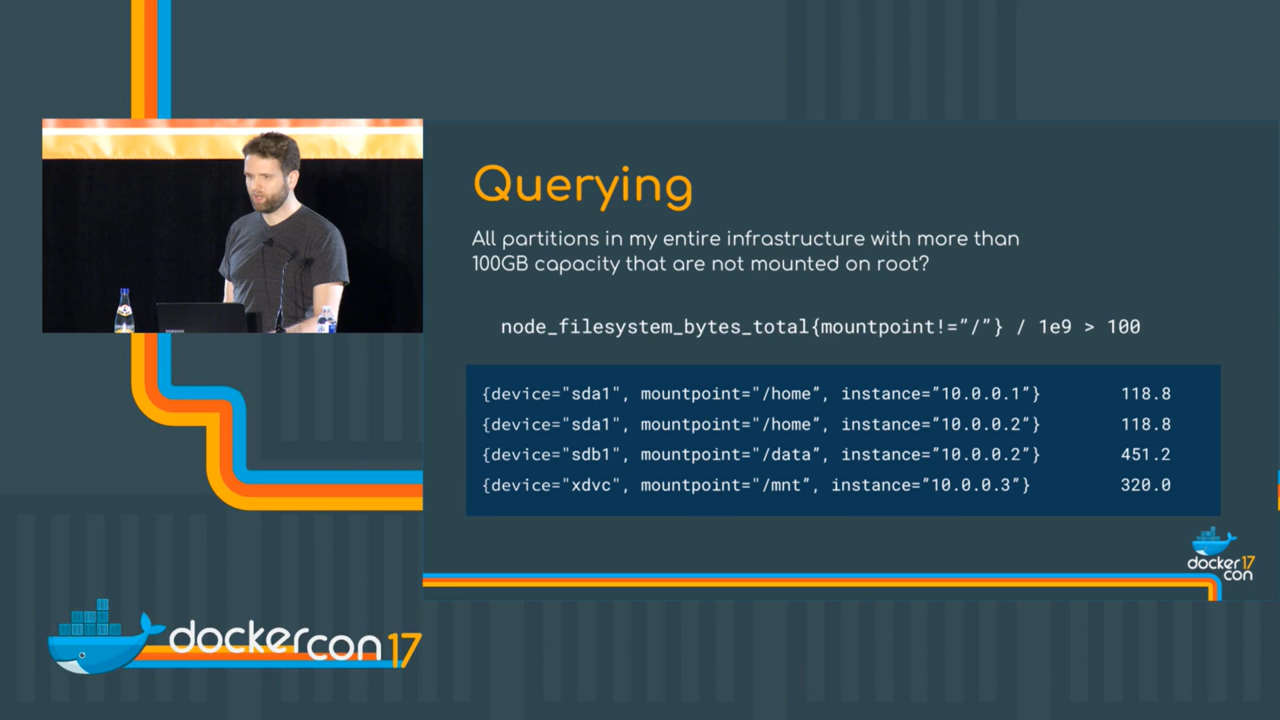 Querying
All partitions in my entire infrastructure with more than
100GB capacity that are not mounted on root?
node_filesystem_bytes_total{mountpoint!=”/”} / 1e9 > 100
{device="sda1", mountpoint="/home”, instance=”10.0.0.1”} 118.8
{device="sda1", mountpoint="/home”, instance=”10.0.0.2”} 118.8
{device="sdb1", mountpoint="/data”, instance=”10.0.0.2”} 451.2
{device="xdvc", mountpoint="/mnt”, instance=”10.0.0.3”} 320.0
docker 17
con
dockercon 17